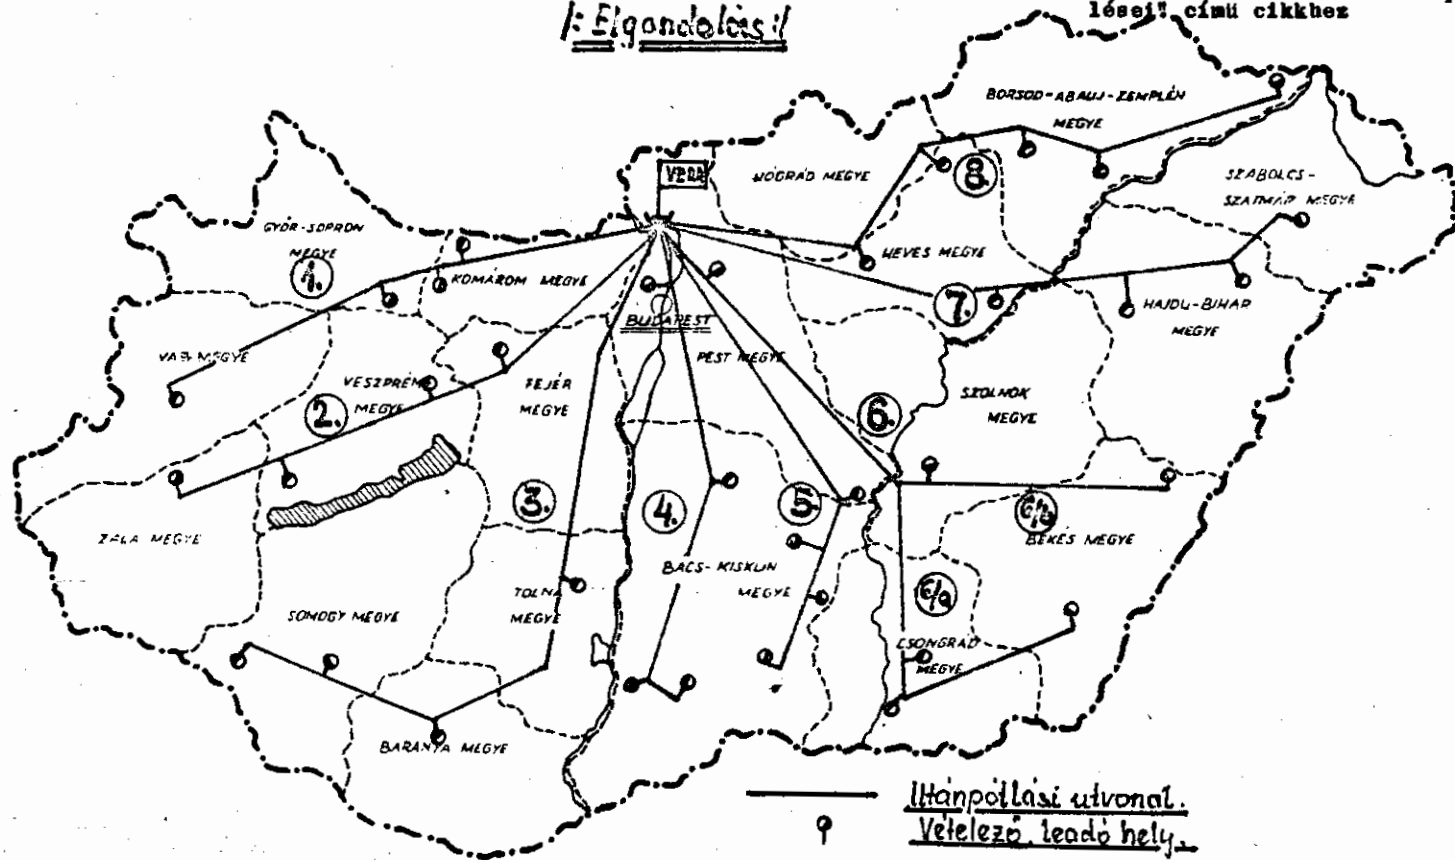 /: Elgondolás :/
lései" című cikkhez
BORSOD-ABAUJ-ZEMPLÉN
MEGYE
NÓGRÁD MEGYE
8.
SZABOLCS-
SZATMÁR MEGYE
GYŐR-SOPRON
MEGYE
1.
KOMÁROM MEGYE
HEVES MEGYE
7.
HAJDU-BIHAR
MEGYE
BUDAPEST
VAS MEGYE
VESZPRÉM
MEGYE
2.
FEJÉR
MEGYE
PEST MEGYE
6.
SZOLNOK
MEGYE
3.
4.
5.
6/b
BÉKÉS MEGYE
ZALA MEGYE
BÁCS-KISKUN
MEGYE
6/a
SOMOGY MEGYE
TOLNA
MEGYE
CSONGRÁD
MEGYE
BARANYA MEGYE
Utánpótlási utvonal.
Vételező, leadó hely.